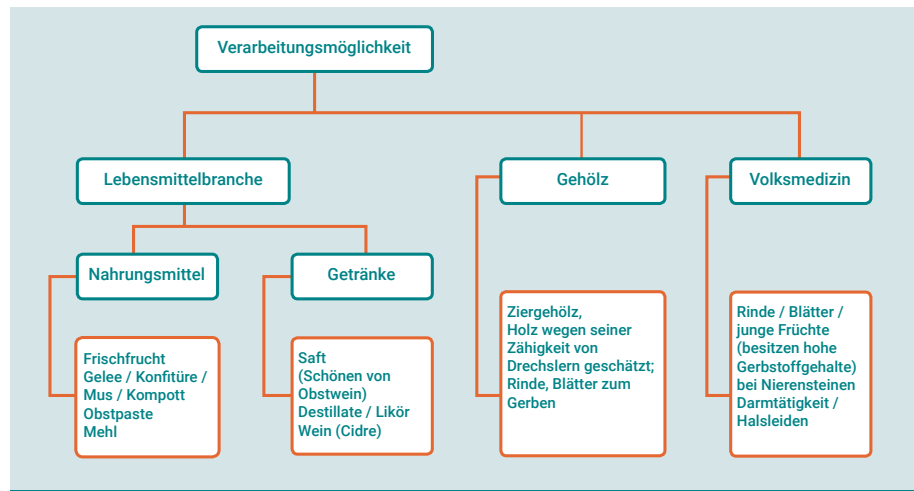 Verarbeitungsmöglichkeit
Lebensmittelbranche
Gehölz
Volksmedizin
Nahrungsmittel
Getränke
Frischfrucht
Gelee / Konfitüre /
Mus / Kompott
Obstpaste
Mehl
Saft
(Schönen von
Obstwein)
Destillate / Likör
Wein (Cidre)
Ziergehölz,
Holz wegen seiner
Zähigkeit von
Drechslern geschätzt;
Rinde, Blätter zum
Gerben
Rinde / Blätter /
junge Früchte
(besitzen hohe
Gerbstoffgehalte)
bei Nierensteinen
Darmtätigkeit /
Halsleiden